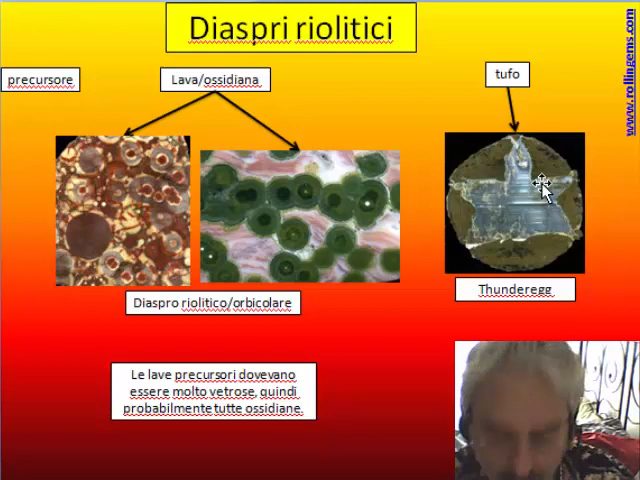 Diaspri riolitici
www.rollingems.com
precursore
Lava/ossidiana
tufo
Diaspro riolitico/orbicolare
Thunderegg
Le lave precursori dovevano
essere molto vetrose, quindi
probabilmente tutte ossidiane.